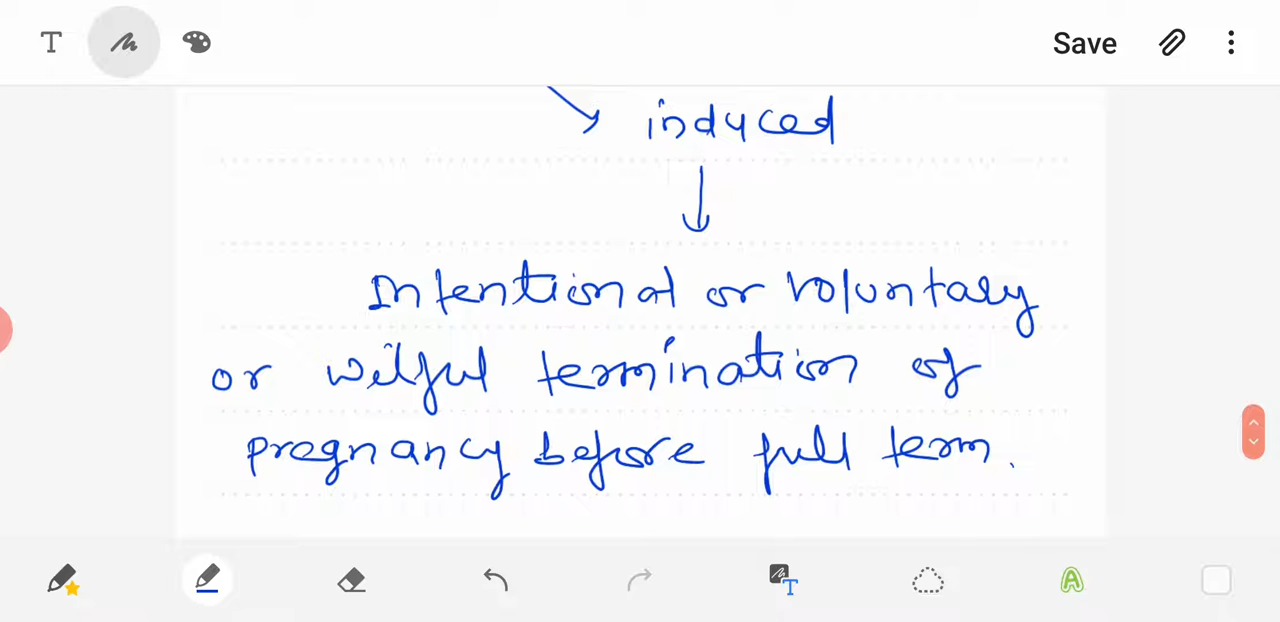 T Save
induced
Intentional or voluntary
or wilful termination of
pregnancy before full term.
T A